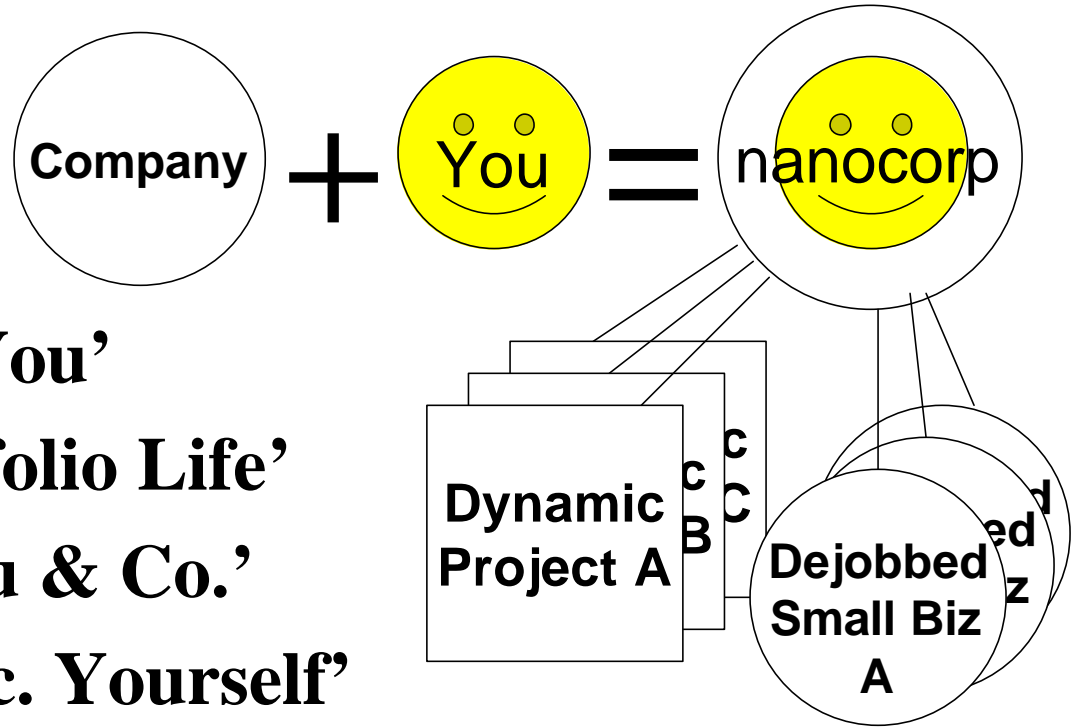 Company + You = nanocorp
You’
folio Life’
& Co.’
Yourself’
Dynamic
Project A
c
B
c
C
Dejobbed
Small Biz
A
ed
z
d